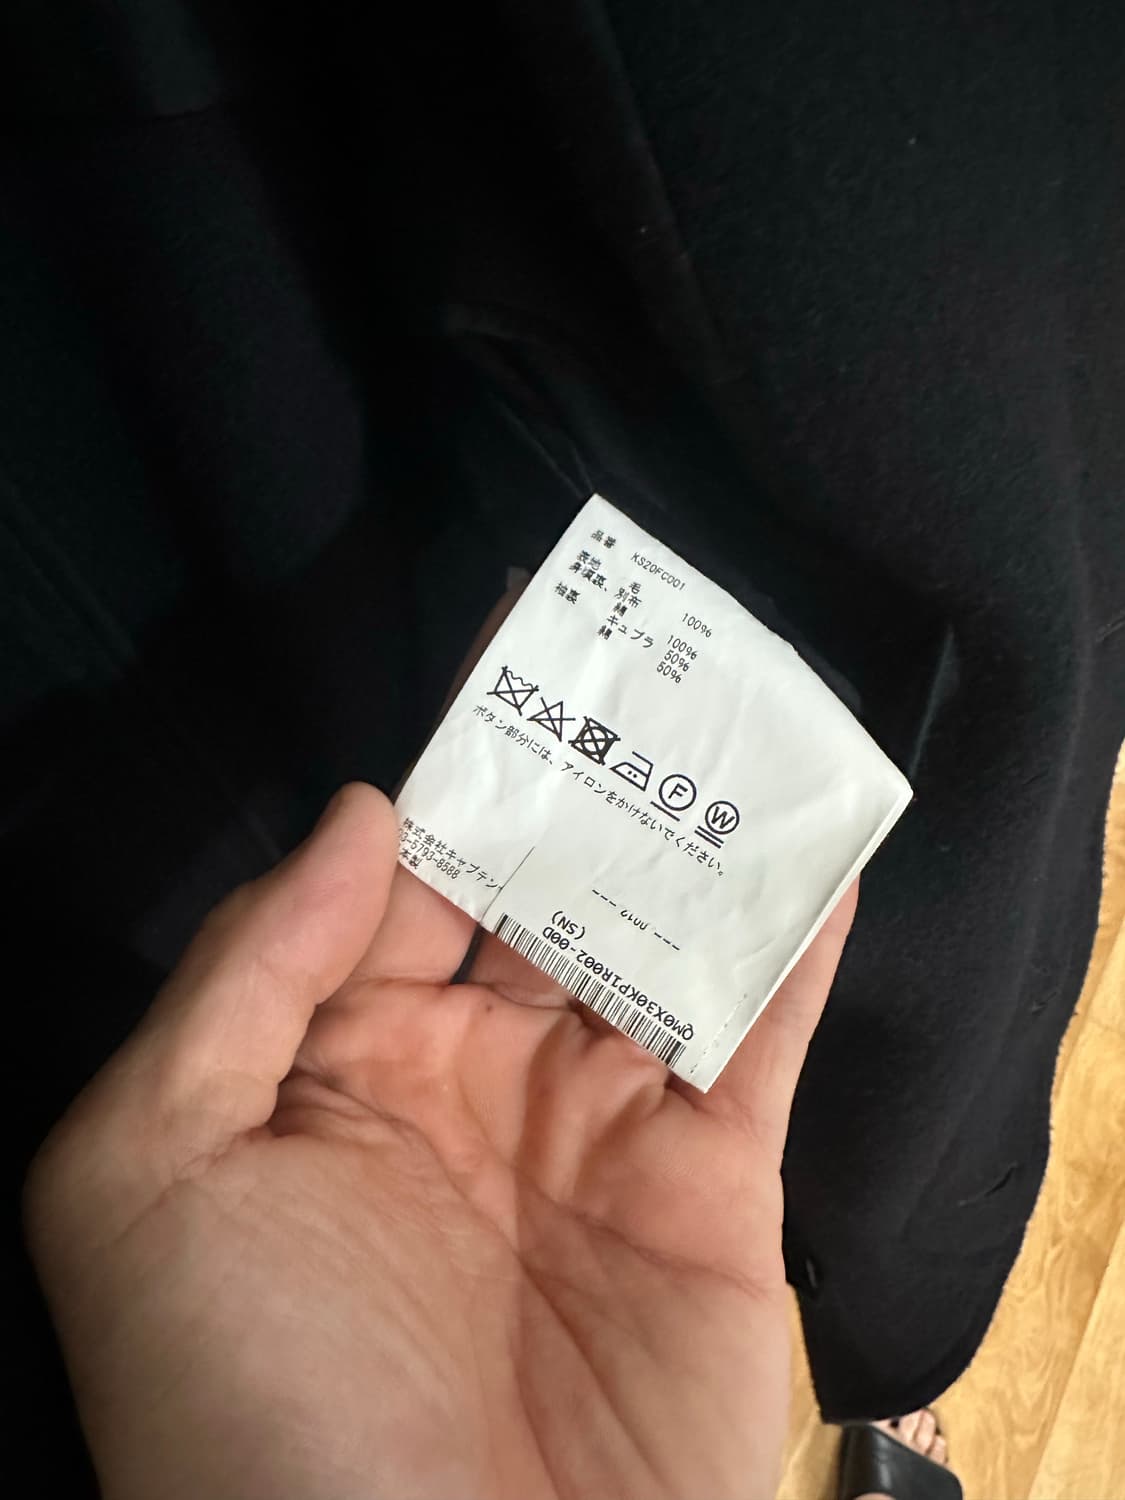 品番 KS20FC001
表地 毛 100%
身頃裏、別布
綿 100%
袖裏 キュプラ 50%
綿 50%
F
W
ボタン部分には、アイロンをかけないでください。
株式会社キャプテン
03-5793-8588
本製
(SN)
QM0X30KP1R002-00D